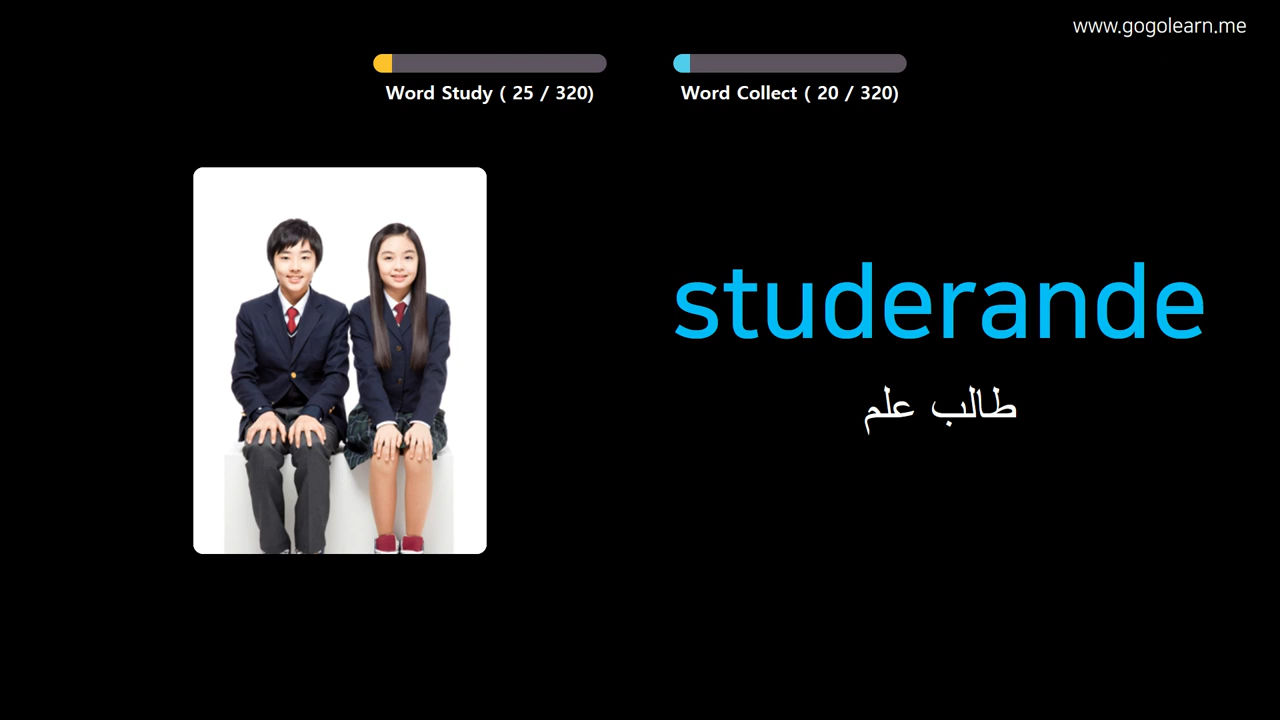 www.gogolearn.me
Word Study ( 25 / 320)
Word Collect ( 20 / 320)
studerande
طالب علم